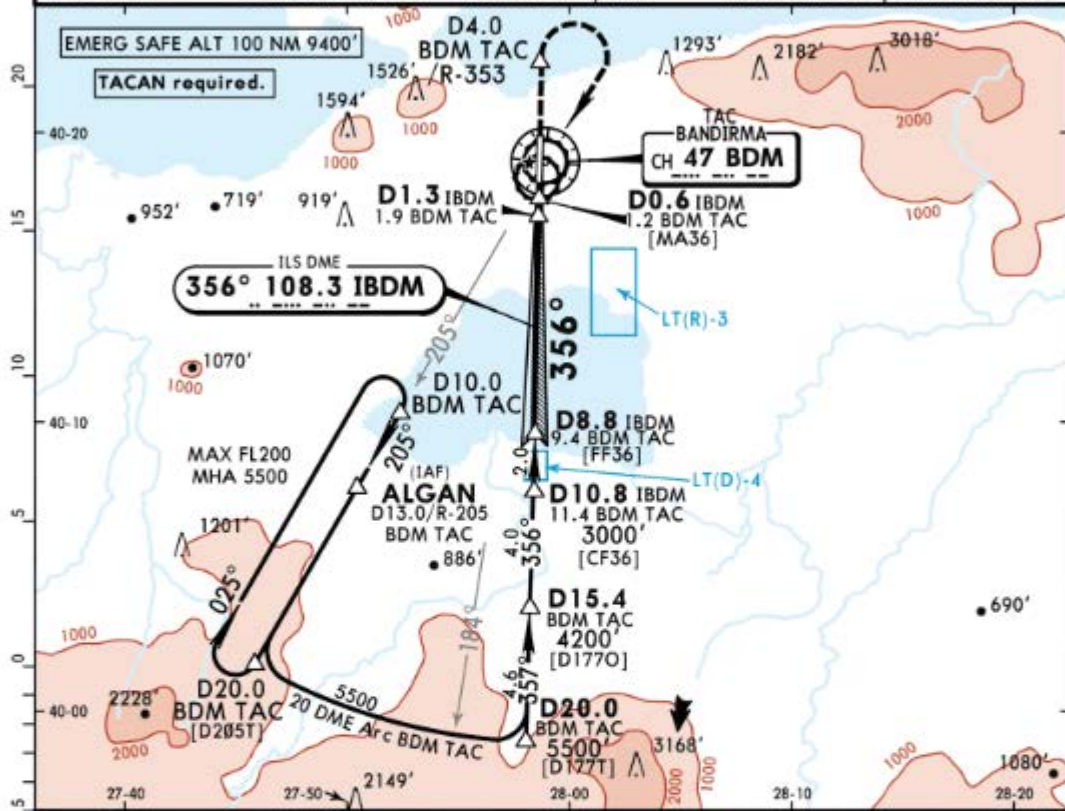 EMERG SAFE ALT 100 NM 9400'
TACAN required.
1000
D4.0
BDM TAC
R-353
1293'
2182'
3018'
1526'
1594'
1000
1000
2000
1000
20
40-20
TAC
BANDIRMA
CH 47 BDM
D1.3 IBDM
1.9 BDM TAC
D0.6 IBDM
1.2 BDM TAC
[MA36]
952'
719'
919'
1000
15
ILS DME
356° 108.3 IBDM
205°
356°
LT(R)-3
1070'
1000
10
40-10
D10.0
BDM TAC
205°
D8.8 IBDM
9.4 BDM TAC
[FF36]
MAX FL200
MHA 5500
2.0
LT(D)-4
(IAF)
ALGAN
D13.0/R-205
BDM TAC
D10.8 IBDM
11.4 BDM TAC
3000'
[CF36]
1201'
5
886'
4.0
356°
025°
184°
D15.4
BDM TAC
4200'
[D177O]
690'
1000
0
4.6
357°
40-00
2228'
2000
D20.0
BDM TAC
[D205T]
5500
20 DME Arc BDM TAC
D20.0
BDM TAC
5500'
[D177T]
3168'
2000
1000
1000
1080'
2149'
5
27-40
27-50
28-00
28-10
28-20